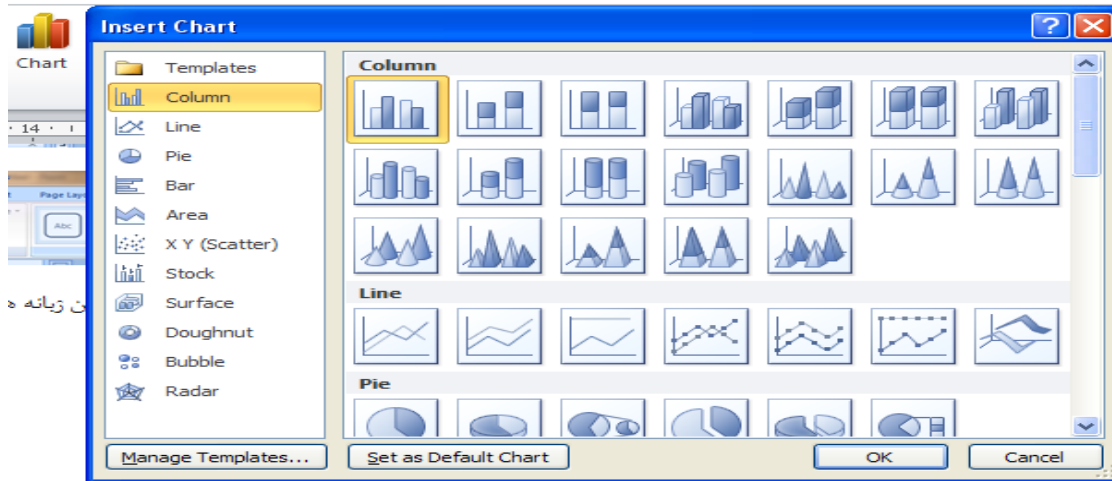 Insert Chart
Chart
Templates
Column
Line
Pie
Bar
Area
X Y (Scatter)
Stock
Surface
Doughnut
Bubble
Radar
Column
Line
Pie
14
Page Layo
Abc
ن زبانه ه
Manage Templates...
Set as Default Chart
OK
Cancel